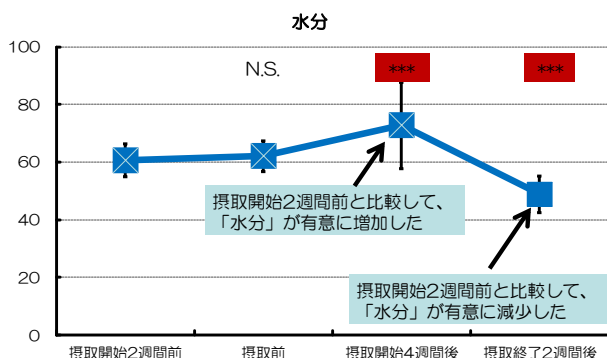 水分
100
80
60
40
20
0
N.S.
***
***
摂取開始2週間前と比較して、
「水分」が有意に増加した
摂取開始2週間前と比較して、
「水分」が有意に減少した
摂取開始2週間前
摂取前
摂取開始4週間後
摂取終了2週間後